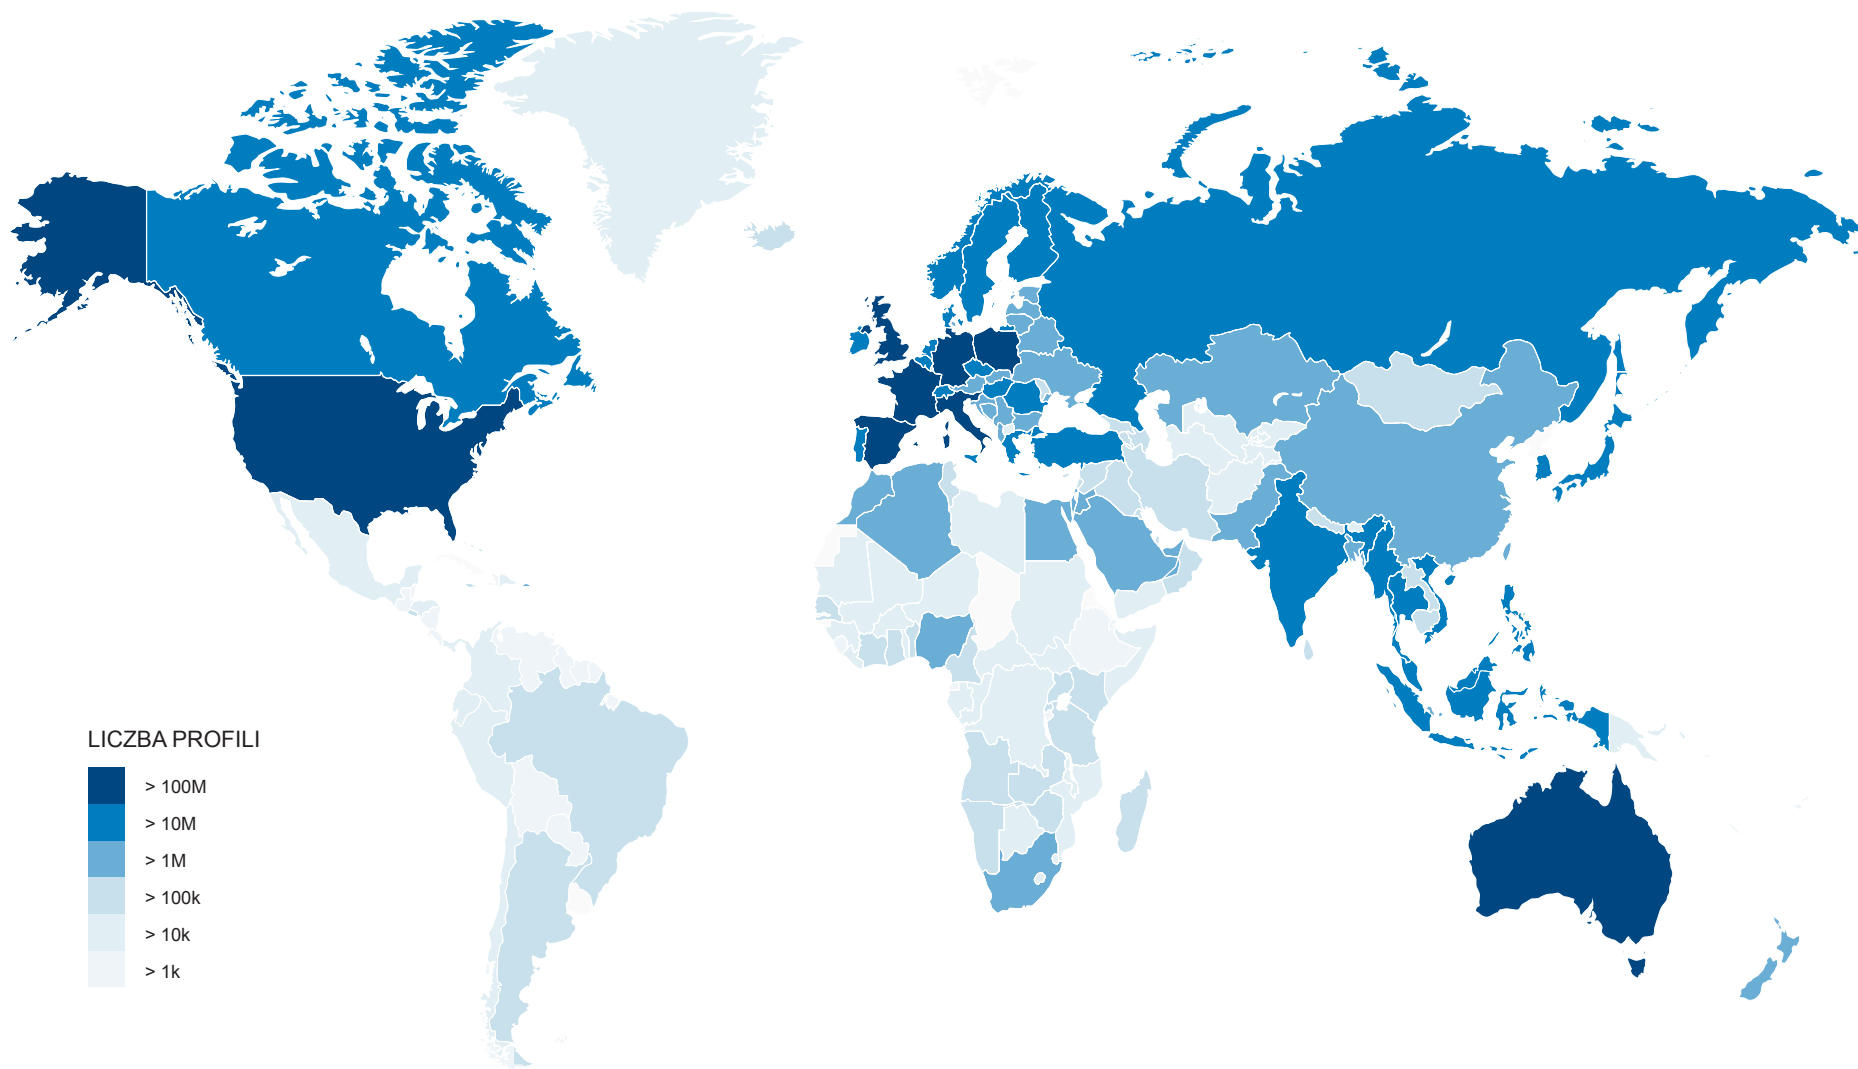 LICZBA PROFILI
> 100M
> 10M
> 1M
> 100k
> 10k
> 1k